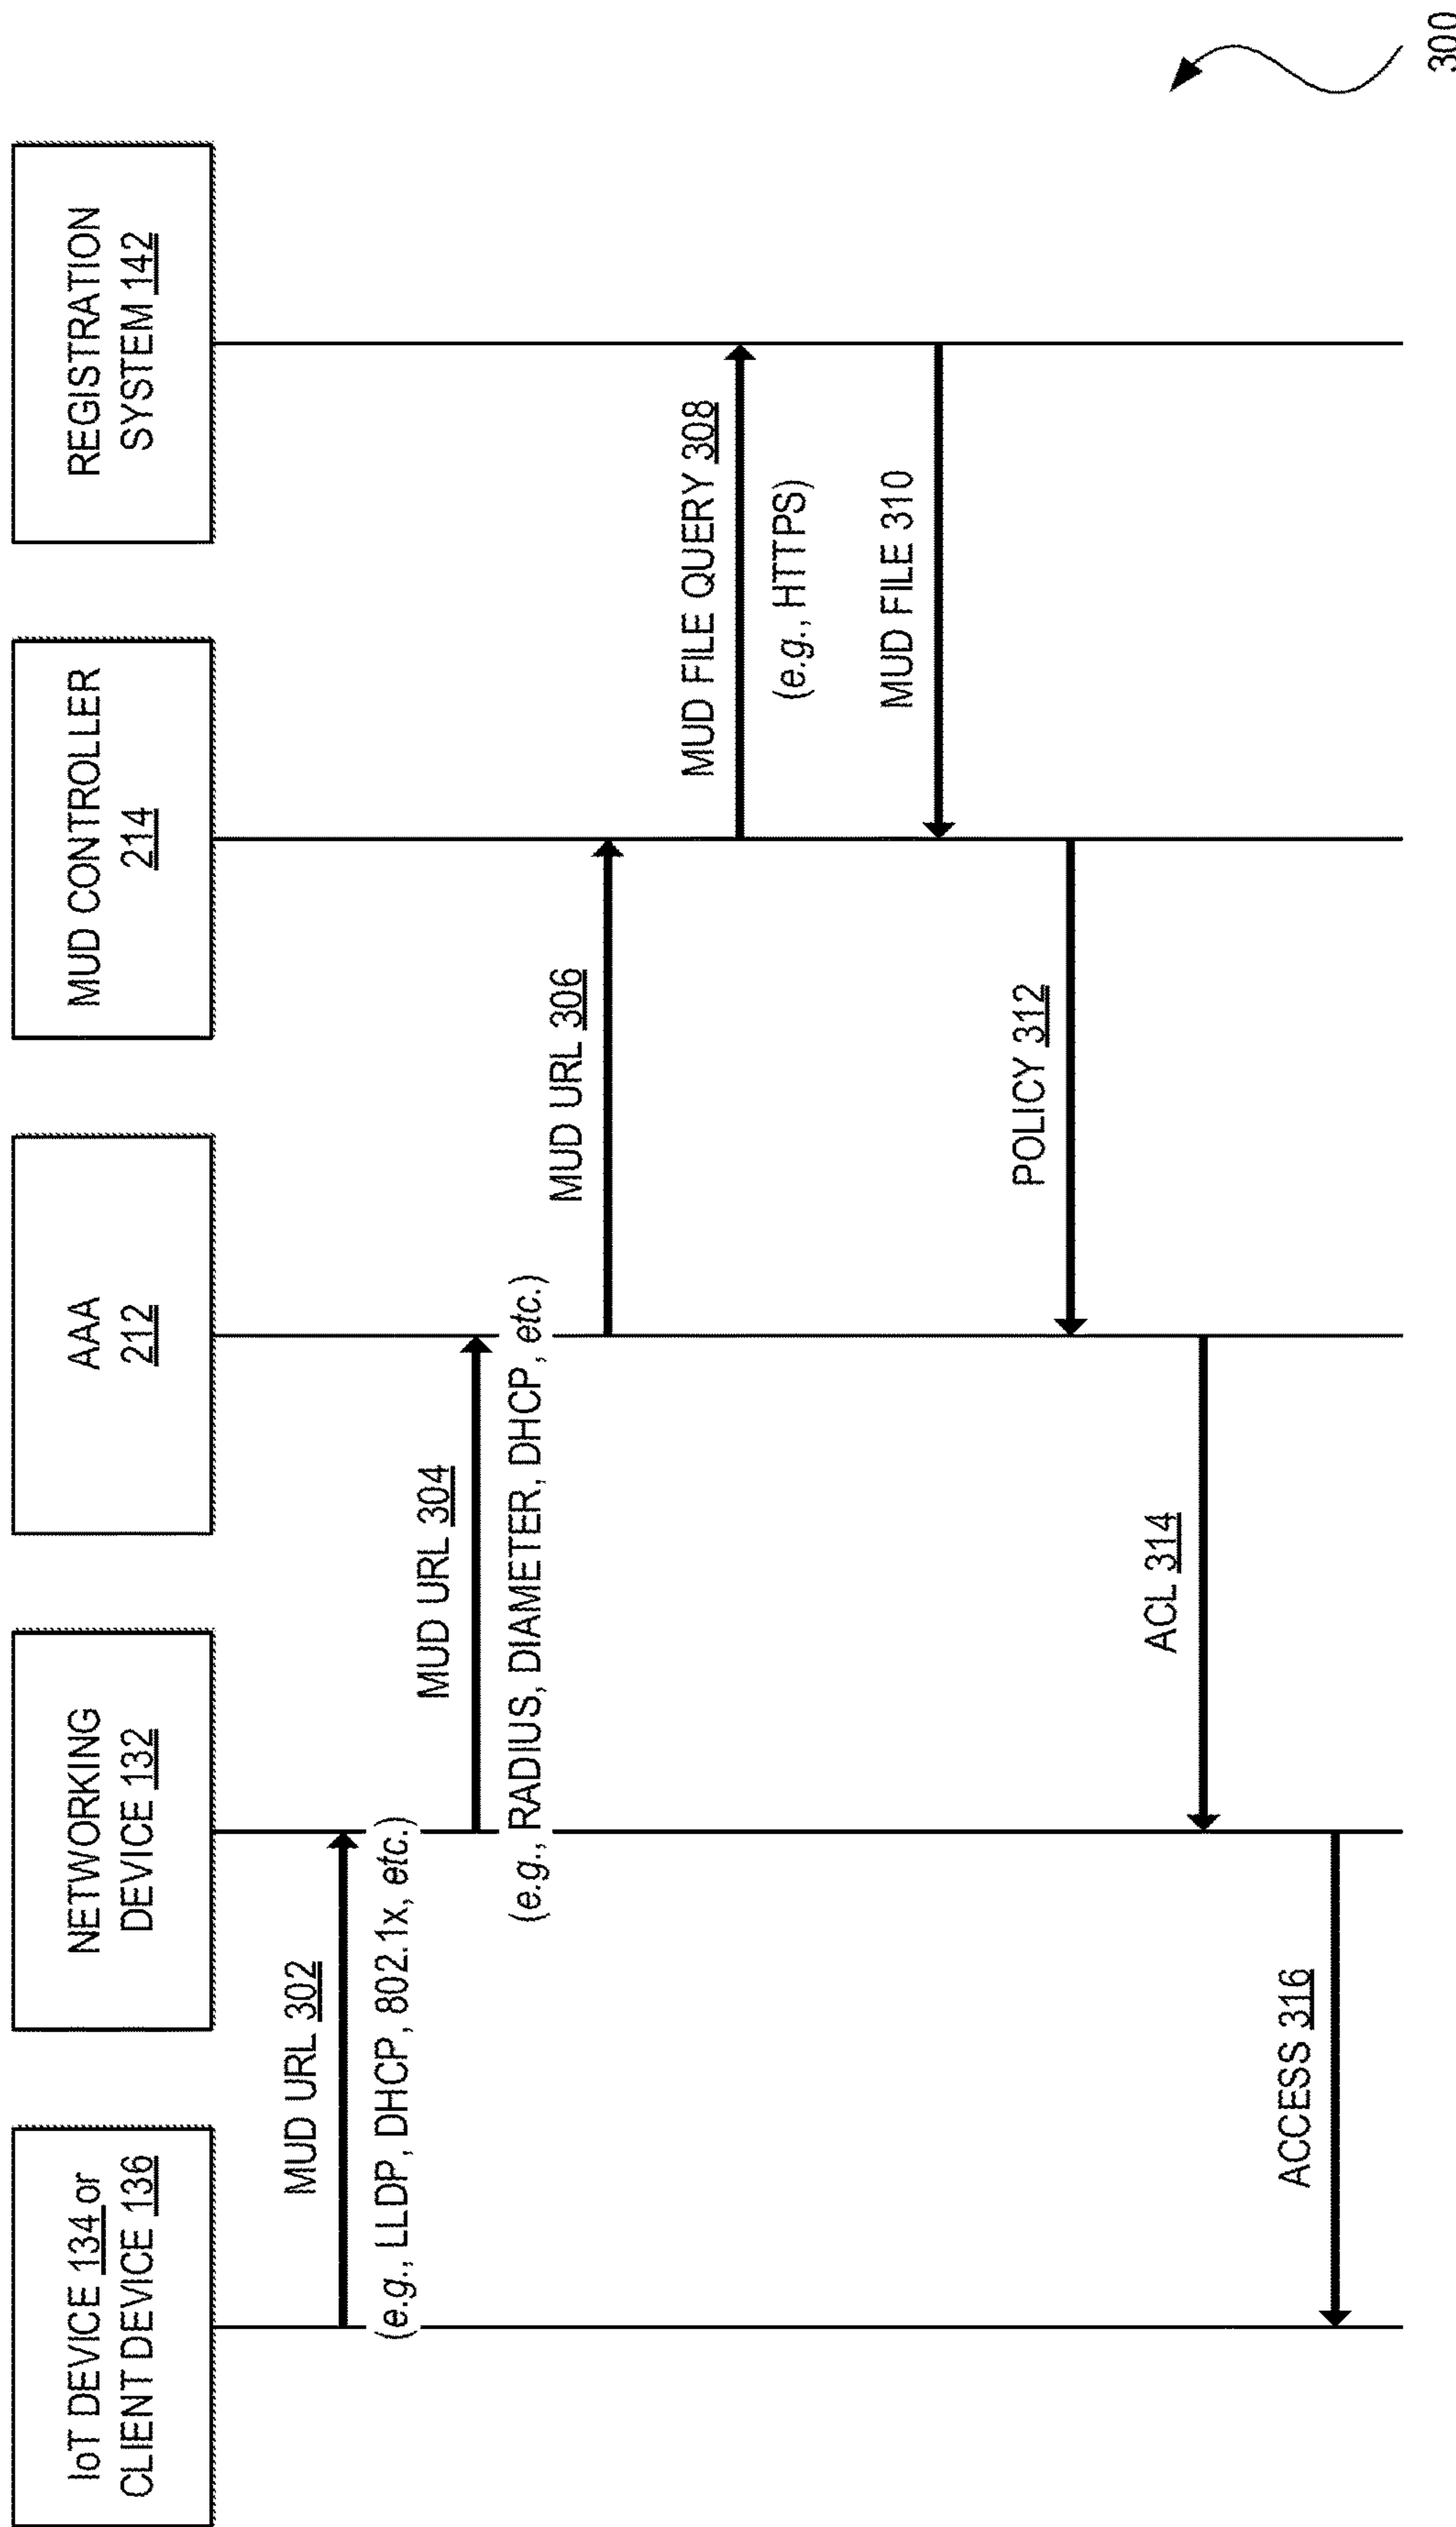 IoT DEVICE 134 or
CLIENT DEVICE 136
NETWORKING
DEVICE 132
AAA
212
MUD CONTROLLER
214
REGISTRATION
SYSTEM 142
MUD URL 302
(e.g., LLDP, DHCP, 802.1x, etc.)
MUD URL 304
(e.g., RADIUS, DIAMETER, DHCP, etc.)
MUD URL 306
MUD FILE QUERY 308
(e.g., HTTPS)
MUD FILE 310
POLICY 312
ACL 314
ACCESS 316
300